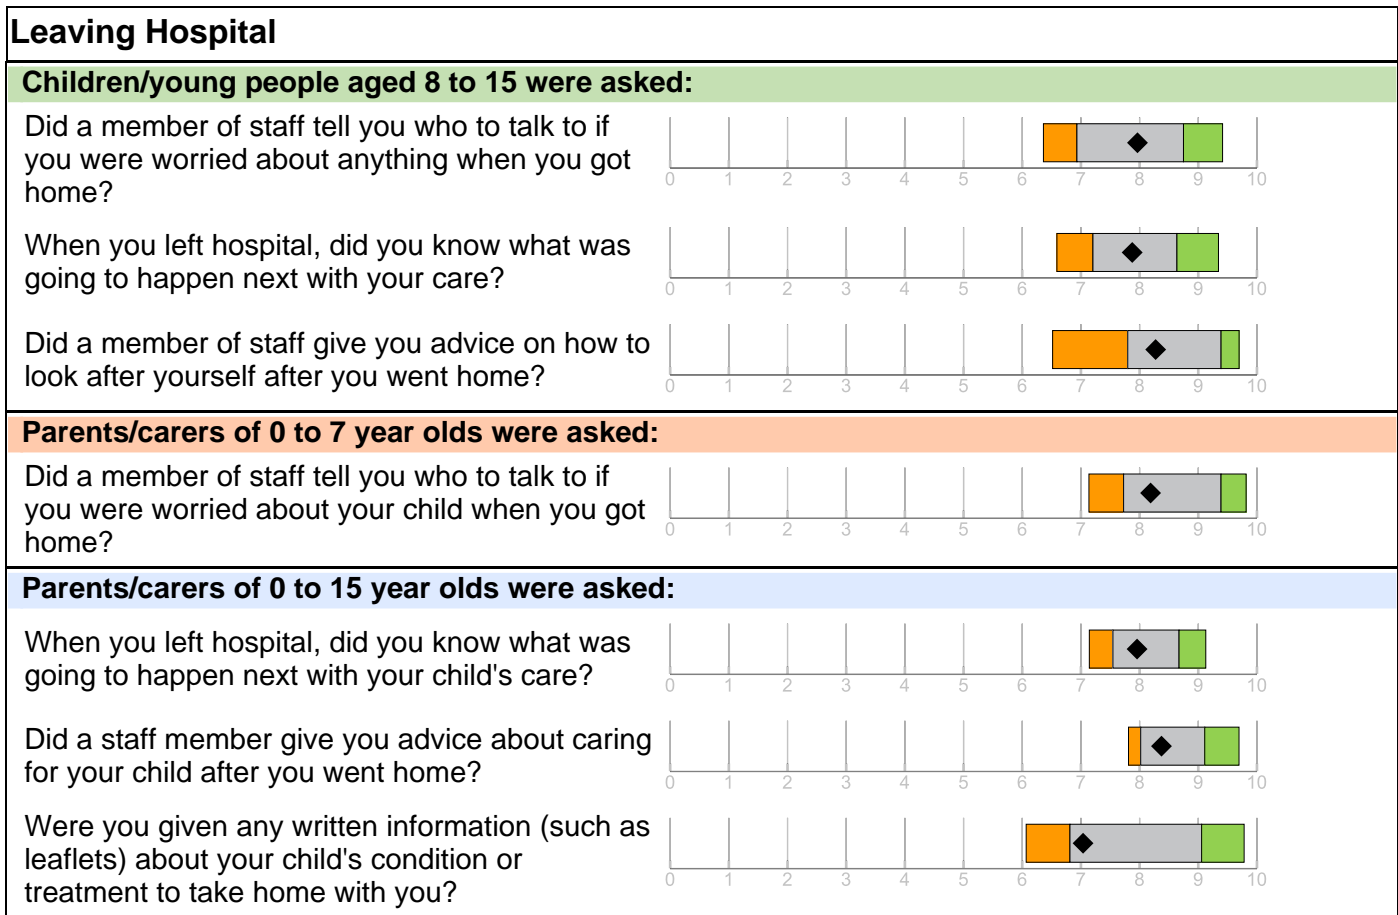 Leaving Hospital
Children/young people aged 8 to 15 were asked:
Did a member of staff tell you who to talk to if
you were worried about anything when you got
home?
0 1 2 3 4 5 6 7 8 9 10
When you left hospital, did you know what was
going to happen next with your care?
0 1 2 3 4 5 6 7 8 9 10
Did a member of staff give you advice on how to
look after yourself after you went home?
0 1 2 3 4 5 6 7 8 9 10
Parents/carers of 0 to 7 year olds were asked:
Did a member of staff tell you who to talk to if
you were worried about your child when you got
home?
0 1 2 3 4 5 6 7 8 9 10
Parents/carers of 0 to 15 year olds were asked:
When you left hospital, did you know what was
going to happen next with your child's care?
0 1 2 3 4 5 6 7 8 9 10
Did a staff member give you advice about caring
for your child after you went home?
0 1 2 3 4 5 6 7 8 9 10
Were you given any written information (such as
leaflets) about your child's condition or
treatment to take home with you?
0 1 2 3 4 5 6 7 8 9 10